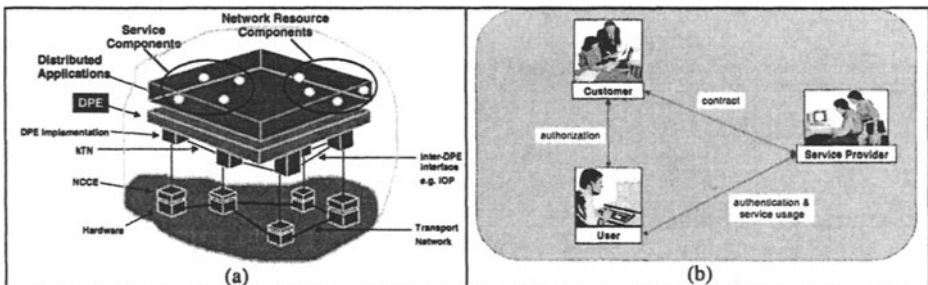 Service
Components
Network Resource
Components
Distributed
Applications
DPE
DPE Implementation
kTN
Inter-DPE
Interface
e.g. IOP
NCCE
Hardware
Transport
Network
(a)
Customer
contract
authorization
Service Provider
authentication &
service usage
User
(b)